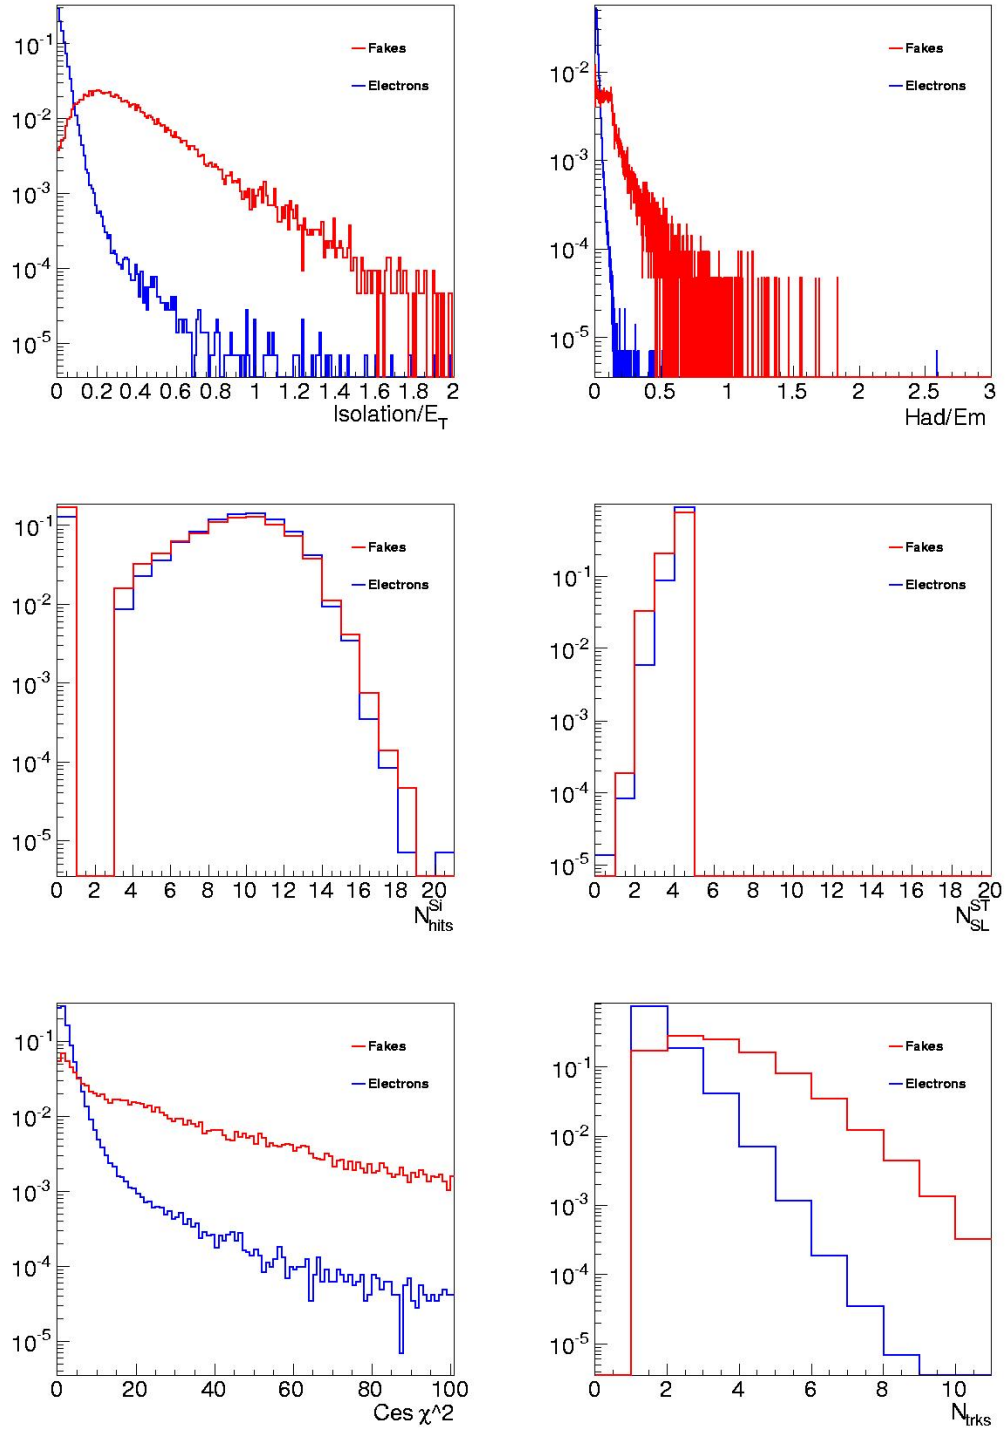 10^-1
10^-2
10^-3
10^-4
10^-5
Fakes
Electrons
0 0.2 0.4 0.6 0.8 1 1.2 1.4 1.6 1.8 2
Isolation/E_T
10^-2
10^-3
10^-4
10^-5
Fakes
Electrons
0 0.5 1 1.5 2 2.5 3
Had/Em
10^-1
10^-2
10^-3
10^-4
10^-5
Fakes
Electrons
0 2 4 6 8 10 12 14 16 18 20
N^Si_hits
10^-1
10^-2
10^-3
10^-4
10^-5
Fakes
Electrons
0 2 4 6 8 10 12 14 16 18 20
N^ST_SL
10^-1
10^-2
10^-3
10^-4
10^-5
Fakes
Electrons
0 20 40 60 80 100
Ces χ^2
10^-1
10^-2
10^-3
10^-4
10^-5
Fakes
Electrons
0 2 4 6 8 10
N_trks